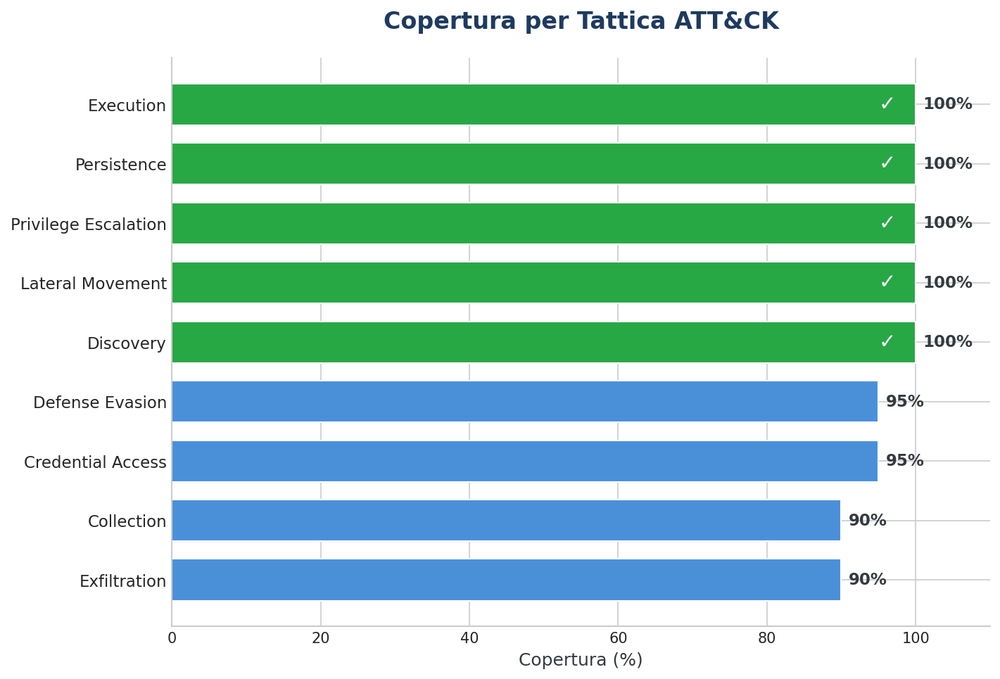 Copertura per Tattica ATT&CK
Execution ✓ 100%
Persistence ✓ 100%
Privilege Escalation ✓ 100%
Lateral Movement ✓ 100%
Discovery ✓ 100%
Defense Evasion 95%
Credential Access 95%
Collection 90%
Exfiltration 90%
0 20 40 60 80 100
Copertura (%)